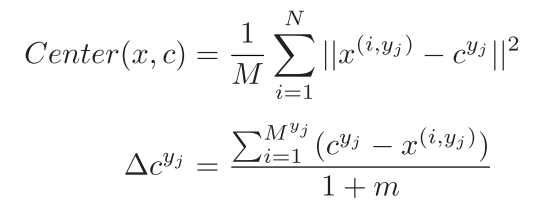 Center(x, c) = \frac{1}{M} \sum_{i=1}^{N} ||x^{(i,y_j)} - c^{y_j}||^2
\Delta c^{y_j} = \frac{\sum_{i=1}^{M^{y_j}} (c^{y_j} - x^{(i,y_j)})}{1 + m}